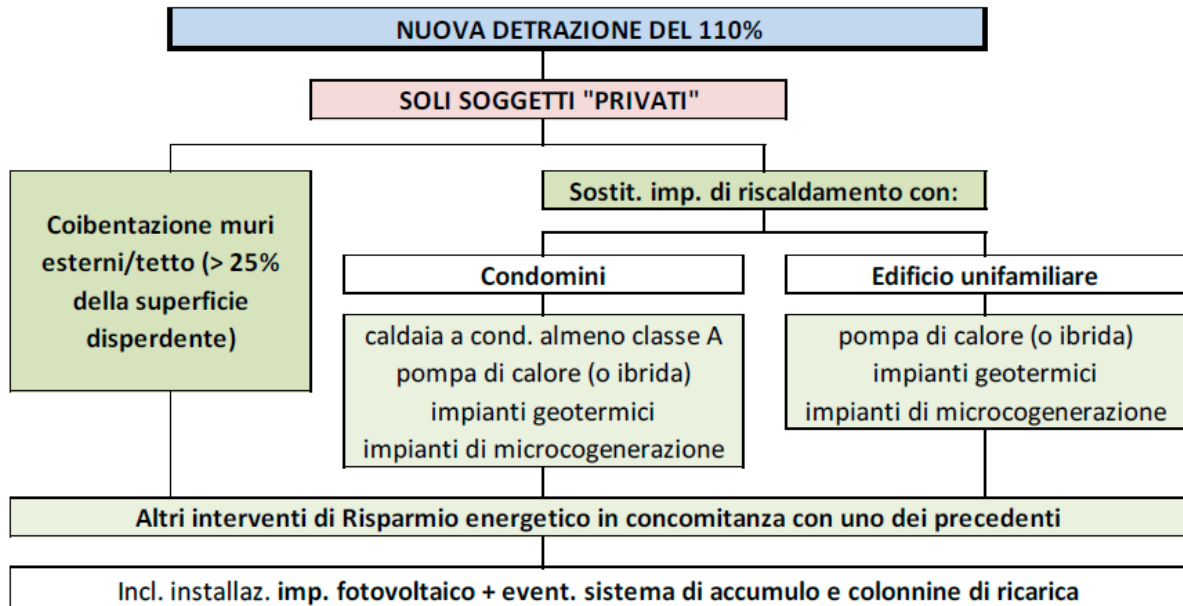 NUOVA DETRAZIONE DEL 110%
SOLI SOGGETTI "PRIVATI"
Coibentazione muri
esterni/tetto (> 25%
della superficie
disperdente)
Sostit. imp. di riscaldamento con:
Condomini
caldaia a cond. almeno classe A
pompa di calore (o ibrida)
impianti geotermici
impianti di microcogenerazione
Edificio unifamiliare
pompa di calore (o ibrida)
impianti geotermici
impianti di microcogenerazione
Altri interventi di Risparmio energetico in concomitanza con uno dei precedenti
Incl. installaz. imp. fotovoltaico + event. sistema di accumulo e colonnine di ricarica